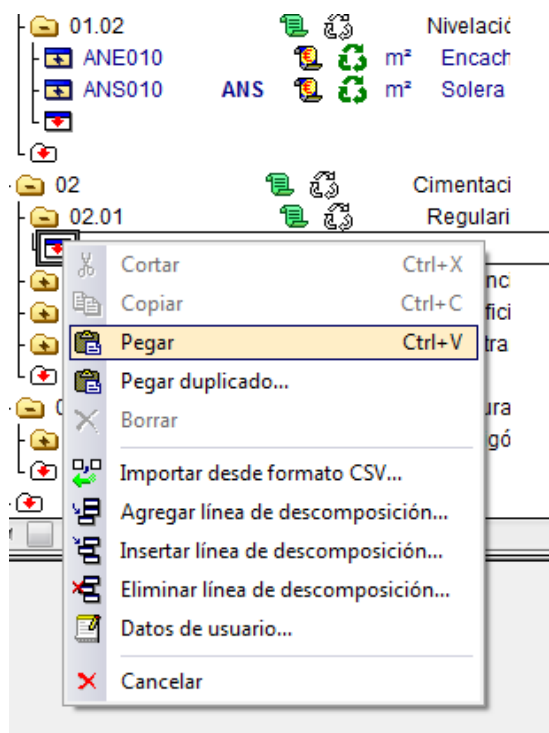 01.02 Nivelació
ANE010 m² Encach
ANS010 ANS m² Solera
02 Cimentaci
02.01 Regulari
Cortar Ctrl+X
Copiar Ctrl+C
Pegar Ctrl+V
Pegar duplicado...
Borrar
Importar desde formato CSV...
Agregar línea de descomposición...
Insertar línea de descomposición...
Eliminar línea de descomposición...
Datos de usuario...
Cancelar